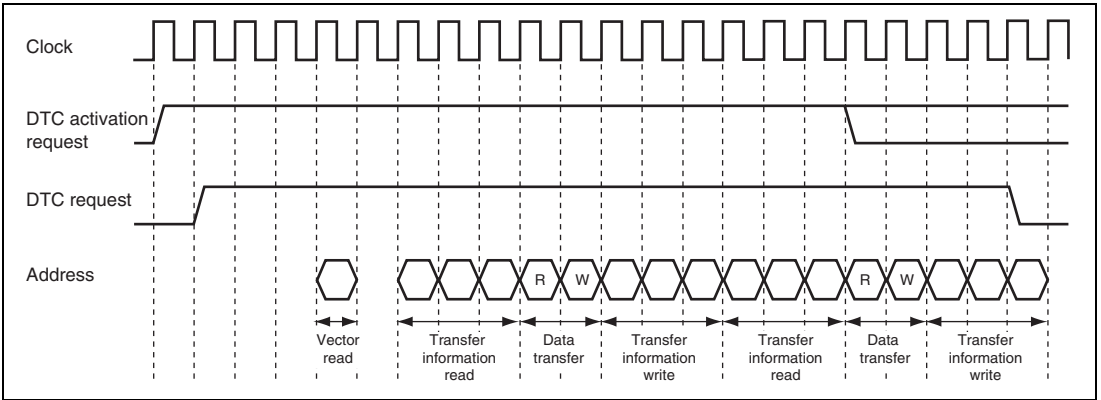 Clock
DTC activation
request
DTC request
Address
R W R W
Vector
read
Transfer
information
read
Data
transfer
Transfer
information
write
Transfer
information
read
Data
transfer
Transfer
information
write